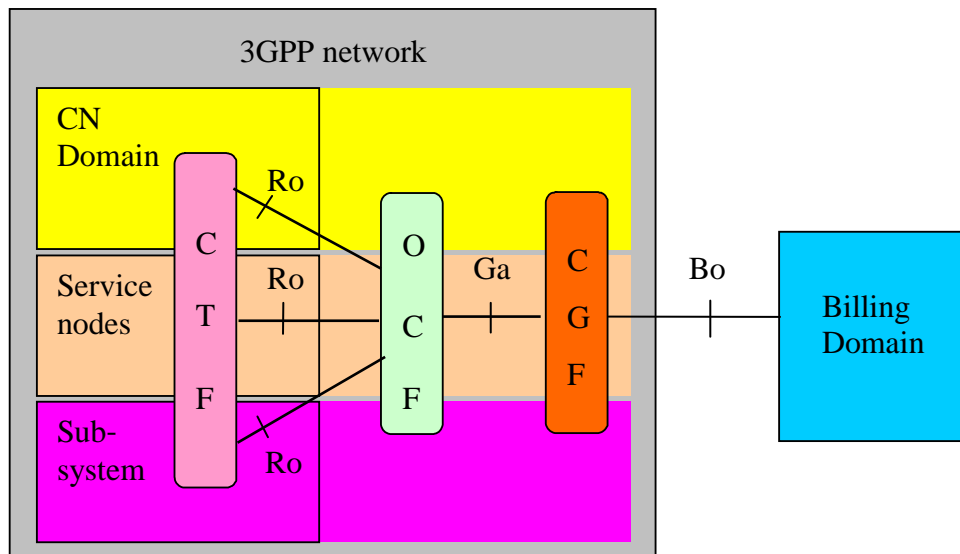 3GPP network
CN
Domain
Ro
C
T
F
O
C
F
C
G
F
Service
nodes
Ro
Ga
Bo
Billing
Domain
Sub-
system
Ro